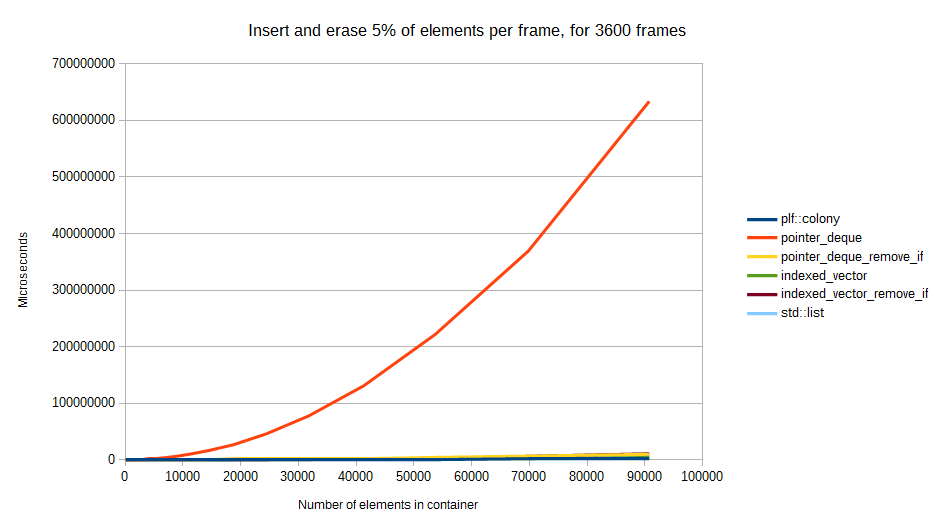 Insert and erase 5% of elements per frame, for 3600 frames
700000000
600000000
500000000
400000000
300000000
200000000
100000000
0
Microseconds
0 10000 20000 30000 40000 50000 60000 70000 80000 90000 100000
Number of elements in container
plf::colony
pointer_deque
pointer_deque_remove_if
indexed_vector
indexed_vector_remove_if
std::list